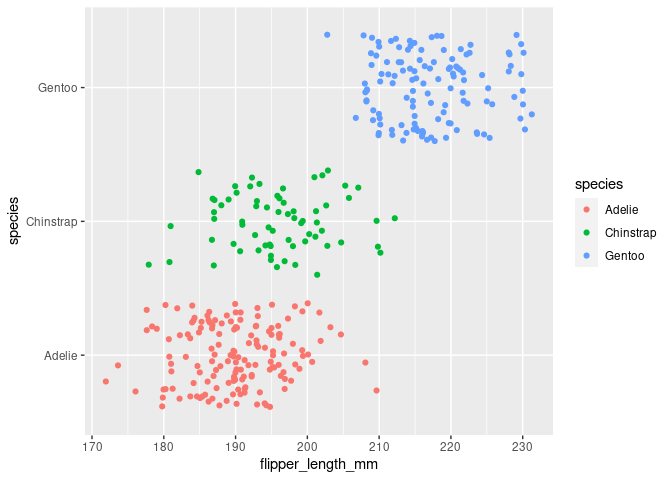 Gentoo
Chinstrap
Adelie
species
170 180 190 200 210 220 230
flipper_length_mm
species
Adelie
Chinstrap
Gentoo